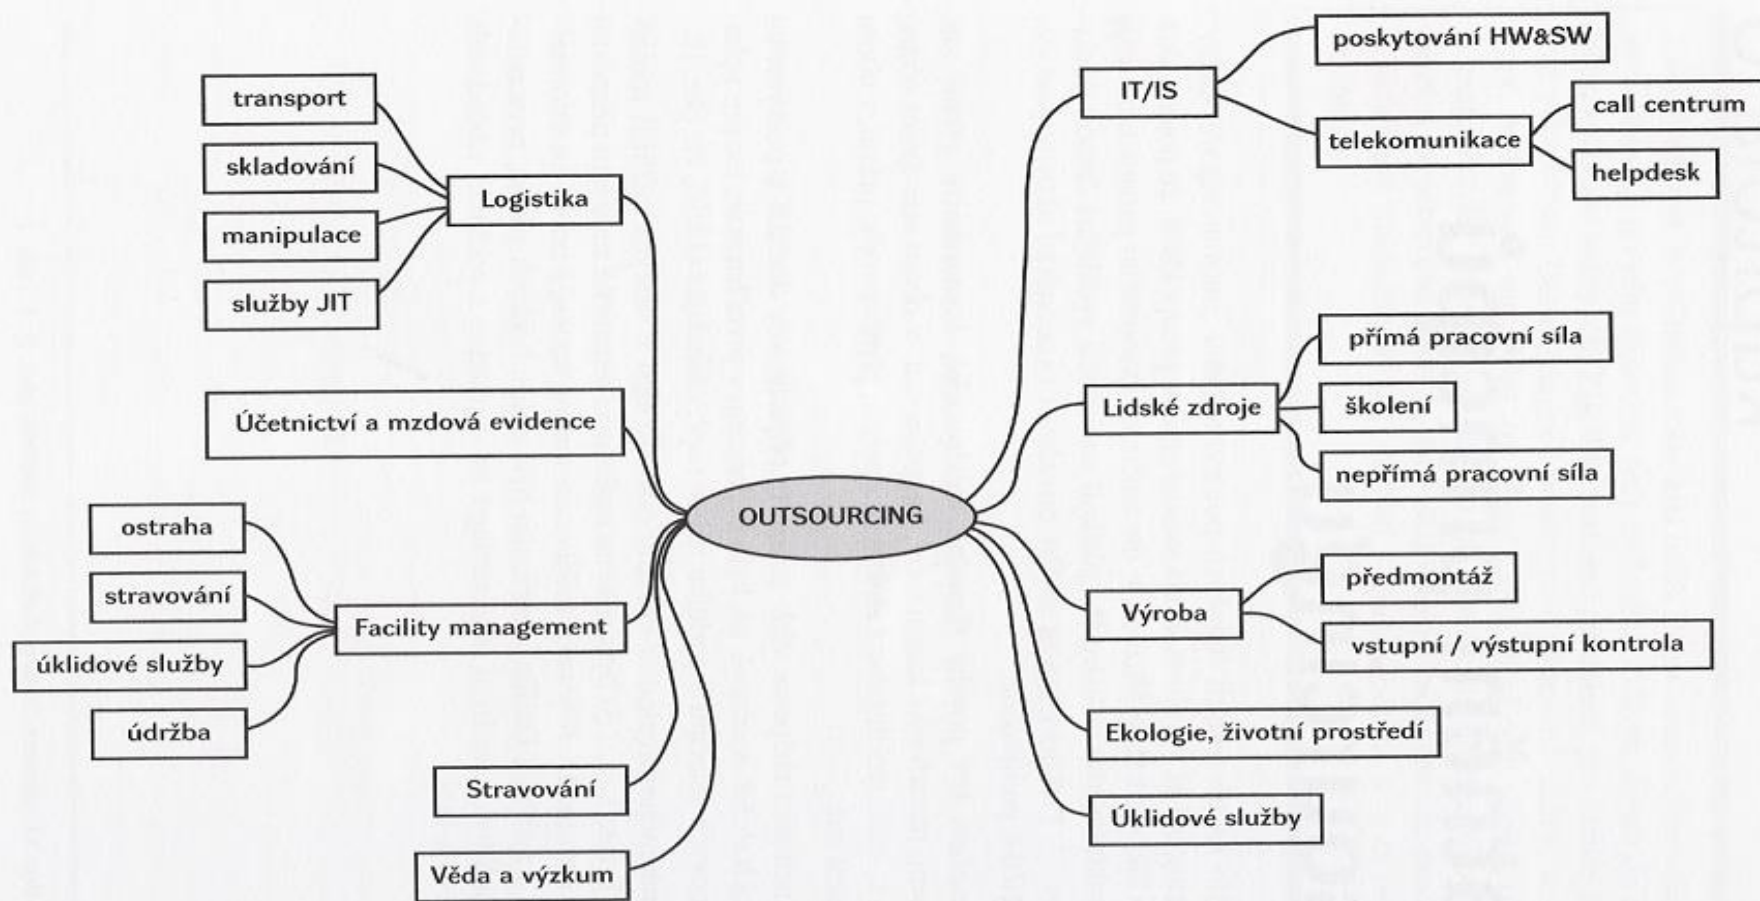 transport
skladování
manipulace
služby JIT
Logistika
Účetnictví a mzdová evidence
ostraha
stravování
úklidové služby
údržba
Facility management
Stravování
Věda a výzkum
OUTSOURCING
IT/IS
poskytování HW&SW
telekomunikace
call centrum
helpdesk
Lidské zdroje
přímá pracovní síla
školení
nepřímá pracovní síla
Výroba
předmontáž
vstupní / výstupní kontrola
Ekologie, životní prostředí
Úklidové služby